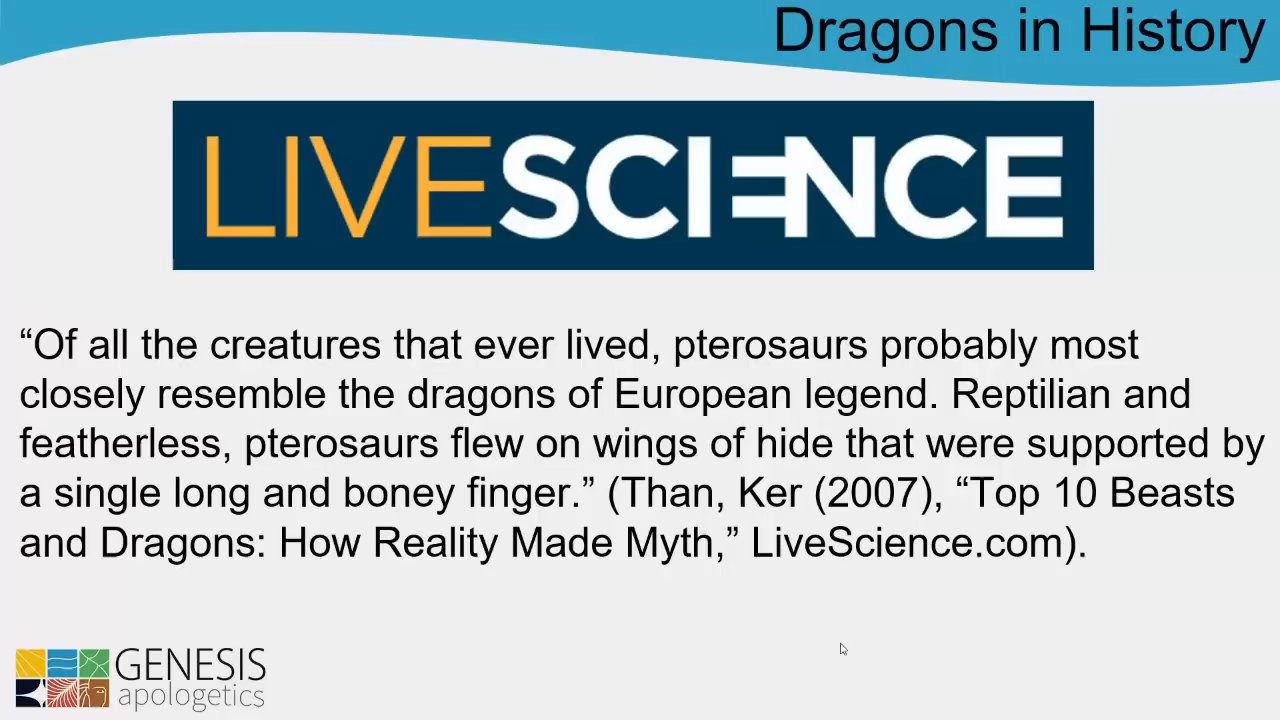 Dragons in History
LIVESCIENCE
“Of all the creatures that ever lived, pterosaurs probably most
closely resemble the dragons of European legend. Reptilian and
featherless, pterosaurs flew on wings of hide that were supported by
a single long and boney finger.” (Than, Ker (2007), “Top 10 Beasts
and Dragons: How Reality Made Myth,” LiveScience.com).
GENESIS
apologetics